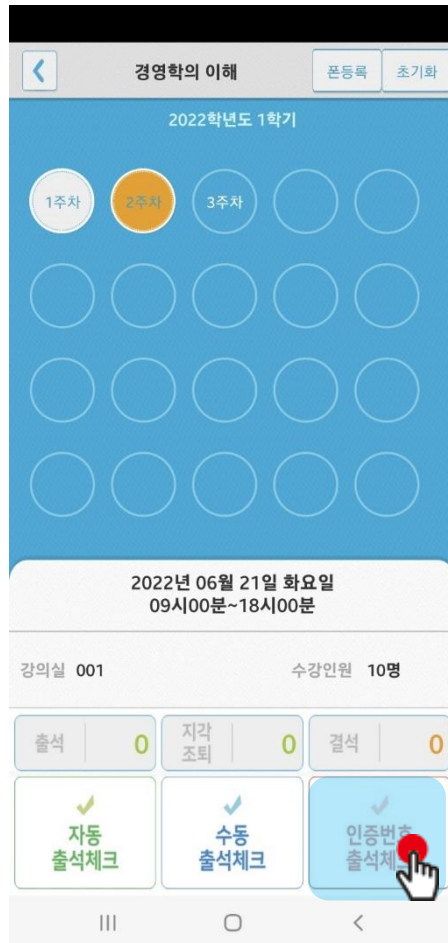 경영학의 이해
폰등록
초기화
2022학년도 1학기
1주차
2주차
3주차
2022년 06월 21일 화요일
09시00분~18시00분
강의실 001
수강인원 10명
출석 0
지각
조퇴
0
결석 0
자동
출석체크
수동
출석체크
인증번호
출석체크